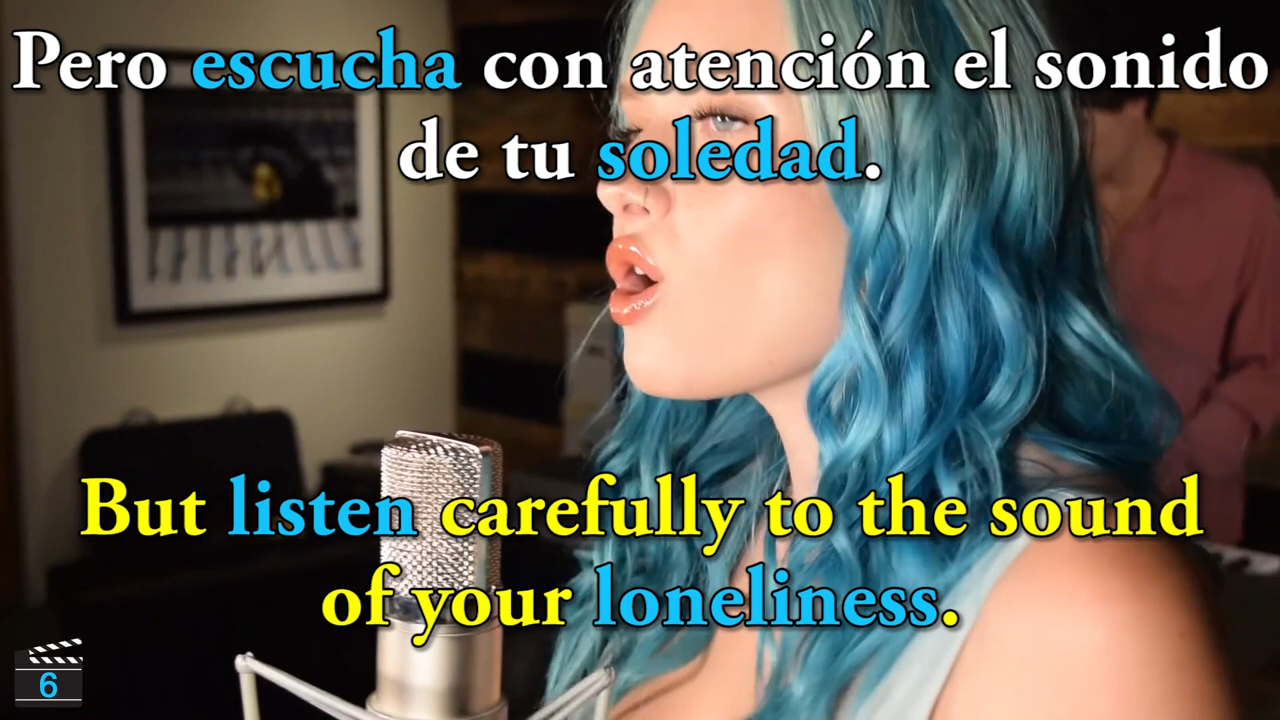 Pero escucha con atención el sonido
de tu soledad.
But listen carefully to the sound
of your loneliness.
6